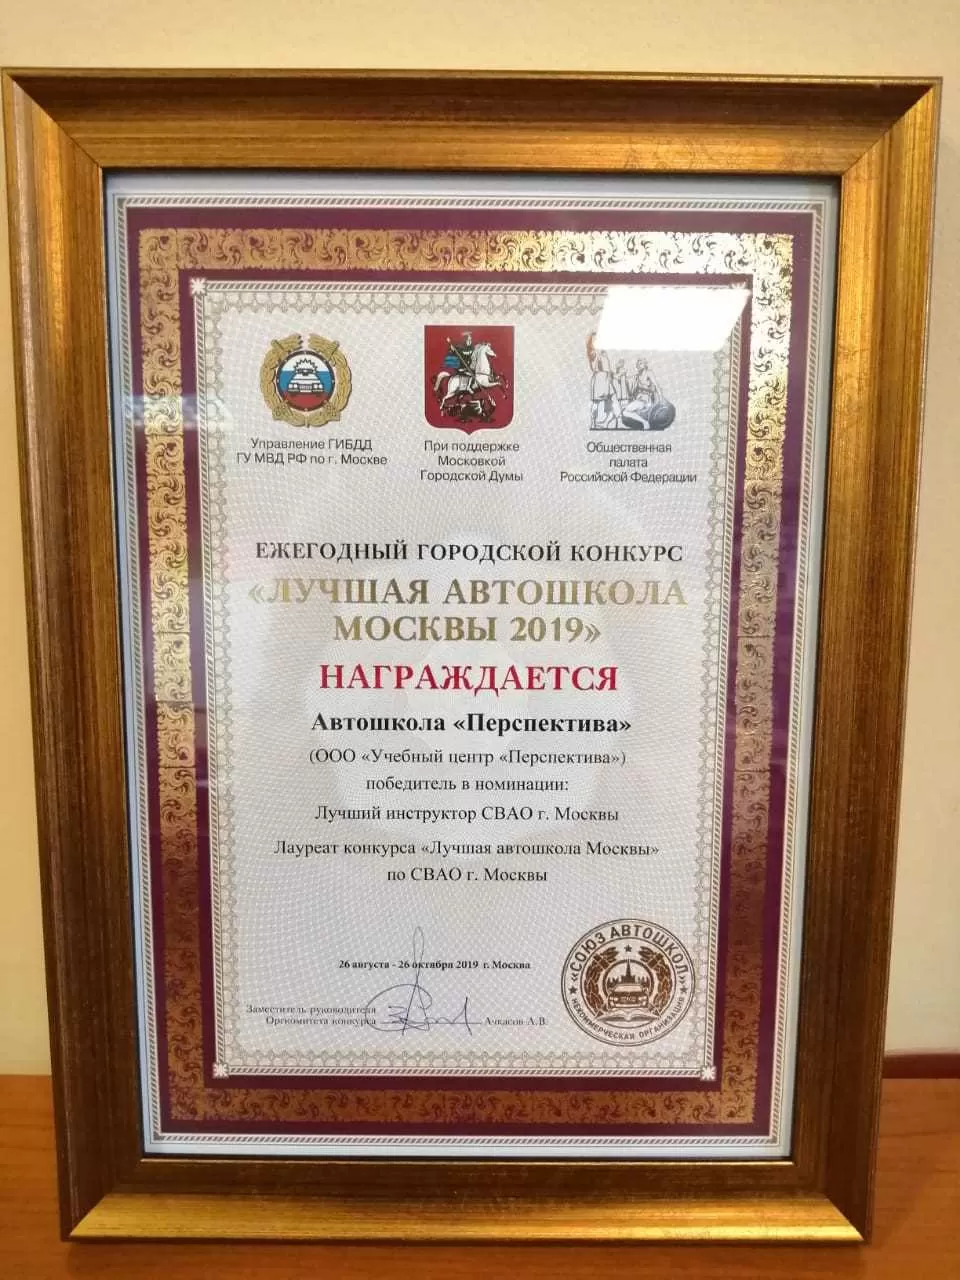 Управление ГИБДД
ГУ МВД РФ по г. Москве
При поддержке
Московкой
Городской Думы
Общественная
палата
Российской Федерации
ЕЖЕГОДНЫЙ ГОРОДСКОЙ КОНКУРС
«ЛУЧШАЯ АВТОШКОЛА
МОСКВЫ 2019»
НАГРАЖДАЕТСЯ
Автошкола «Перспектива»
(ООО «Учебный центр «Перспектива»)
победитель в номинации:
Лучший инструктор СВАО г. Москвы
Лауреат конкурса «Лучшая автошкола Москвы»
по СВАО г. Москвы
26 августа - 26 октября 2019 г. Москва
Заместитель руководителя
Оргкомитета конкурса
Ачкасов А.В.
«СОЮЗ АВТОШКОЛ»
НЕКОММЕРЧЕСКАЯ ОРГАНИЗАЦИЯ